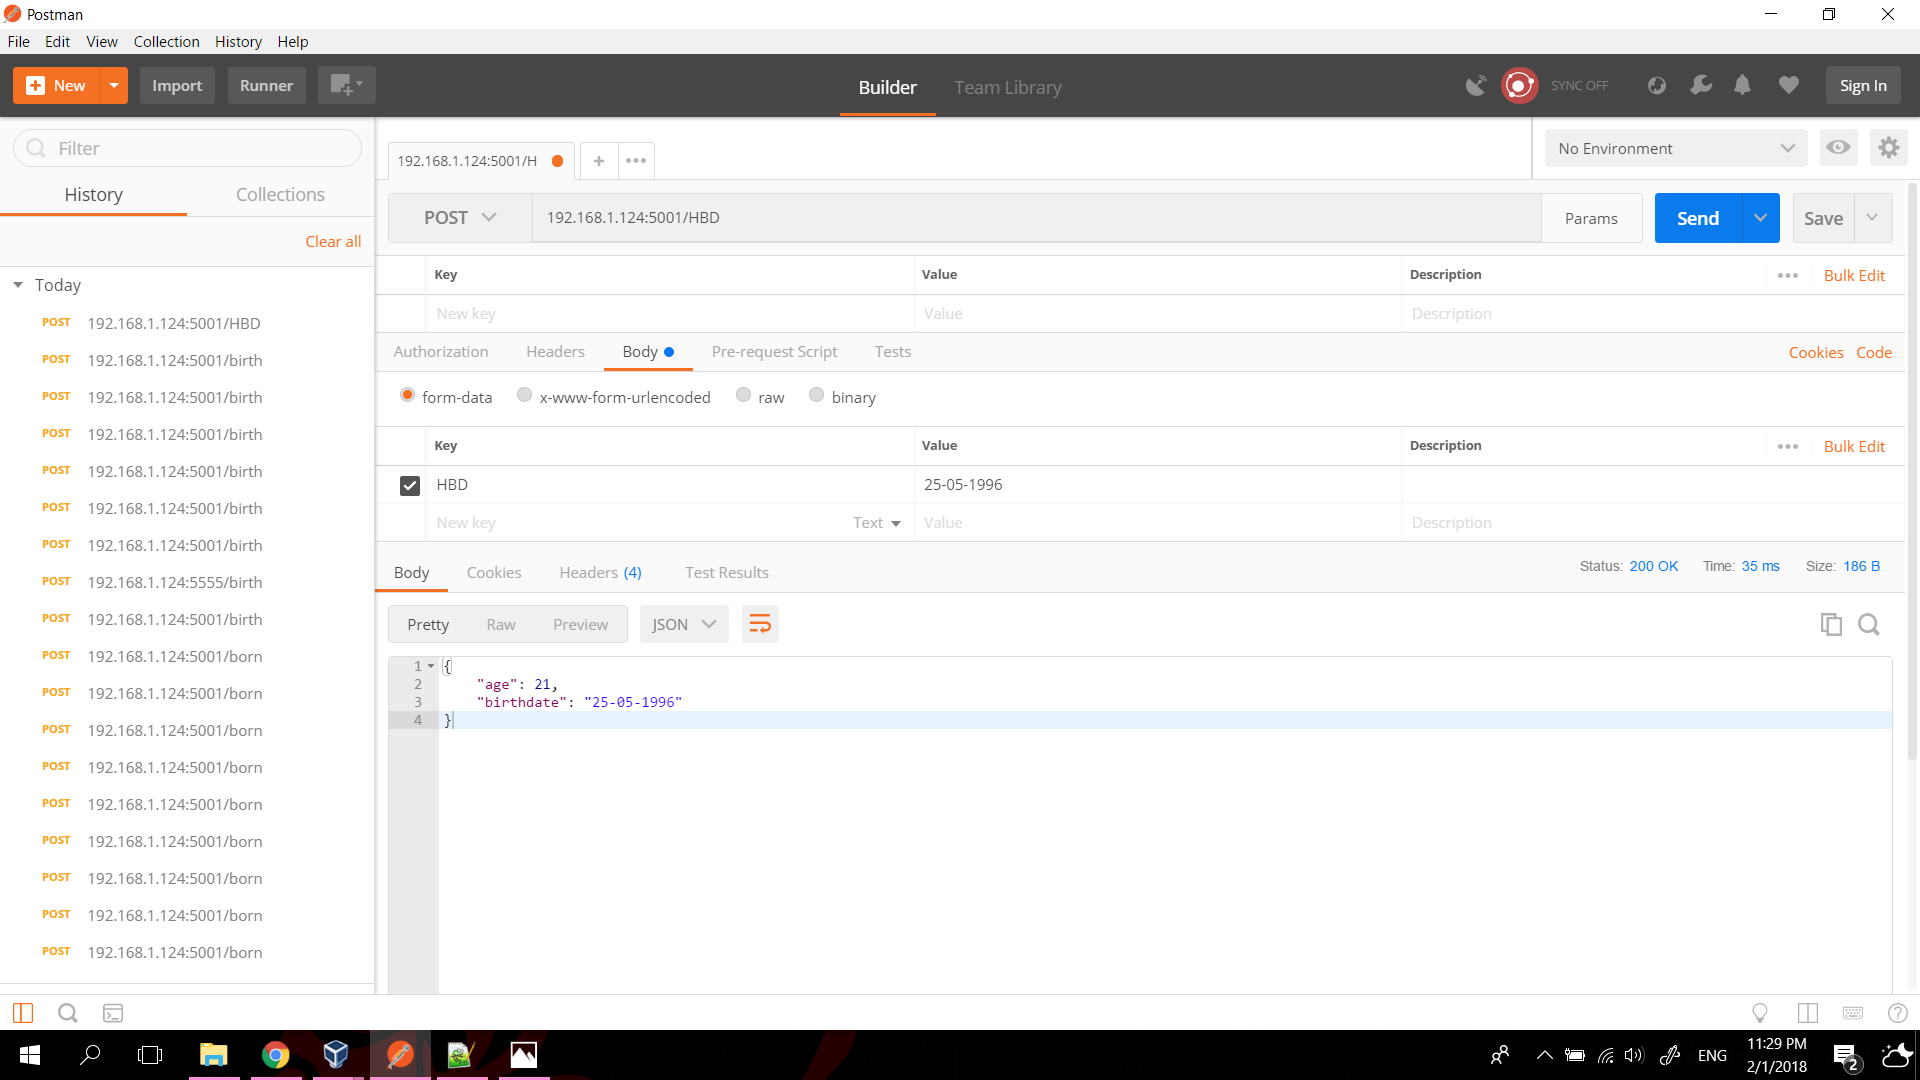 Postman
File Edit View Collection History Help
New Import Runner Builder Team Library SYNC OFF Sign In
Filter
History Collections
Clear all
Today
POST 192.168.1.124:5001/HBD
POST 192.168.1.124:5001/birth
POST 192.168.1.124:5001/birth
POST 192.168.1.124:5001/birth
POST 192.168.1.124:5001/birth
POST 192.168.1.124:5001/birth
POST 192.168.1.124:5001/birth
POST 192.168.1.124:5555/birth
POST 192.168.1.124:5001/birth
POST 192.168.1.124:5001/born
POST 192.168.1.124:5001/born
POST 192.168.1.124:5001/born
POST 192.168.1.124:5001/born
POST 192.168.1.124:5001/born
POST 192.168.1.124:5001/born
POST 192.168.1.124:5001/born
POST 192.168.1.124:5001/born
POST 192.168.1.124:5001/born
192.168.1.124:5001/H + ••• No Environment
POST 192.168.1.124:5001/HBD Params Send Save
Key Value Description ••• Bulk Edit
New key Value Description
Authorization Headers Body Pre-request Script Tests Cookies Code
form-data x-www-form-urlencoded raw binary
Key Value Description ••• Bulk Edit
HBD 25-05-1996
New key Text Value Description
Body Cookies Headers (4) Test Results Status: 200 OK Time: 35 ms Size: 186 B
Pretty Raw Preview JSON
1 {
2 "age": 21,
3 "birthdate": "25-05-1996"
4 }
ENG 11:29 PM 2
2/1/2018